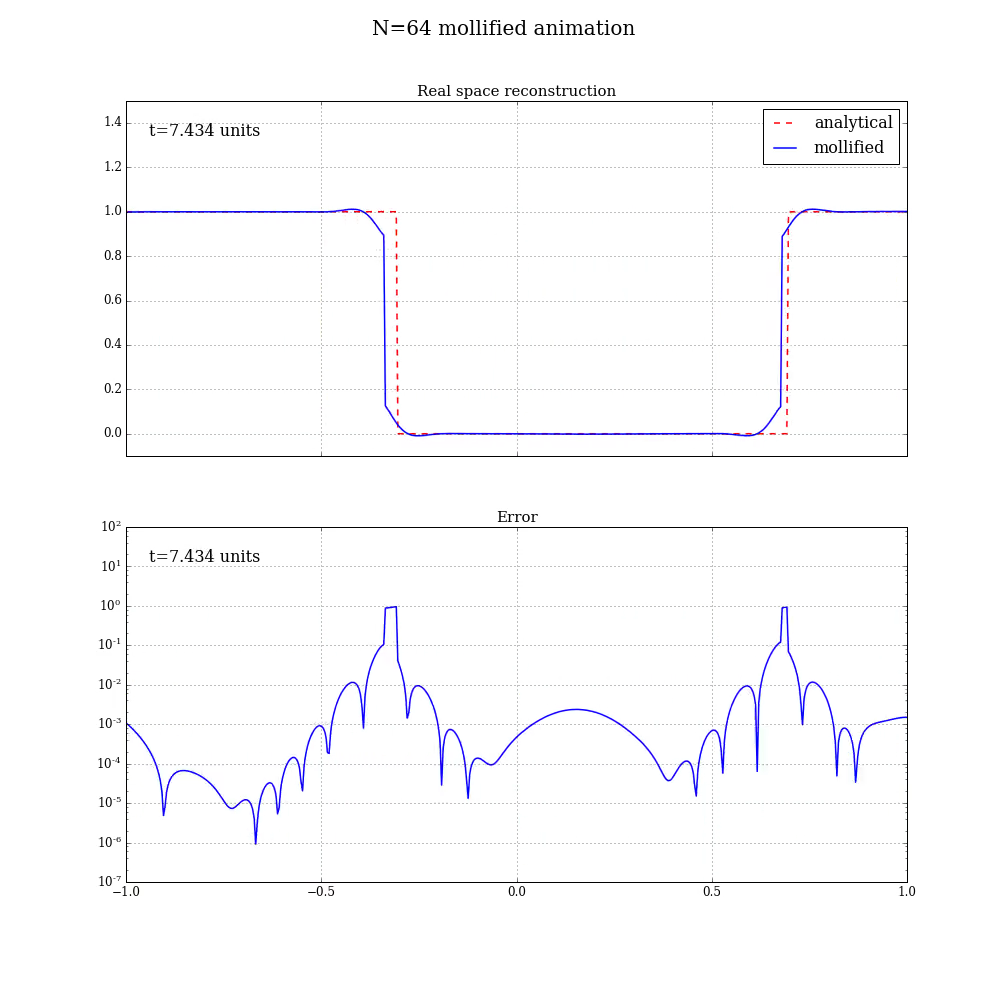 N=64 mollified animation
Real space reconstruction
t=7.434 units
analytical
mollified
1.4
1.2
1.0
0.8
0.6
0.4
0.2
0.0
Error
t=7.434 units
10²
10¹
10⁰
10⁻¹
10⁻²
10⁻³
10⁻⁴
10⁻⁵
10⁻⁶
10⁻⁷
−1.0 −0.5 0.0 0.5 1.0